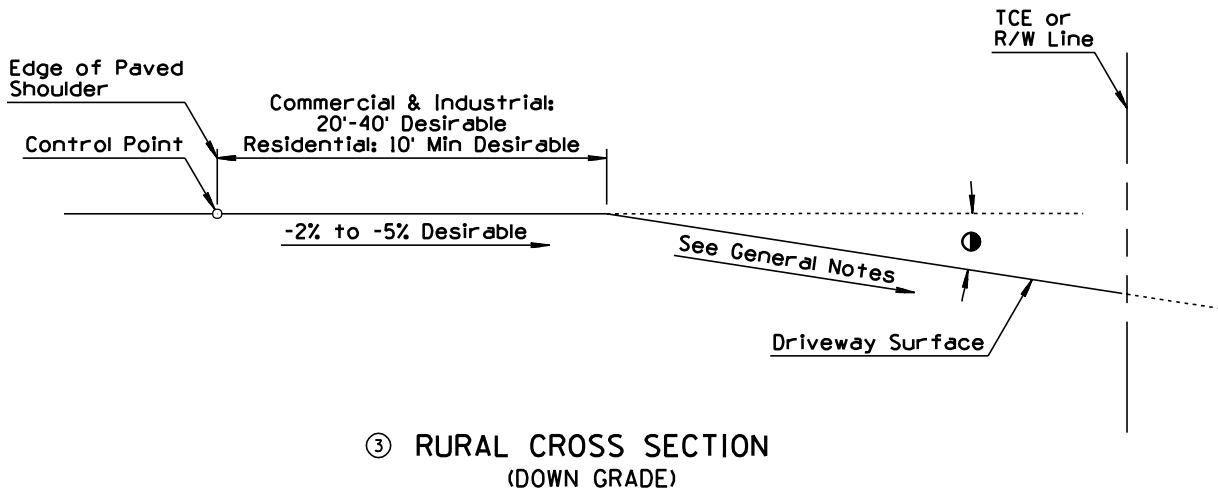 TCE or
R/W Line
Edge of Paved
Shoulder
Commercial & Industrial:
20'-40' Desirable
Residential: 10' Min Desirable
Control Point
-2% to -5% Desirable
See General Notes
Driveway Surface
③ RURAL CROSS SECTION
(DOWN GRADE)